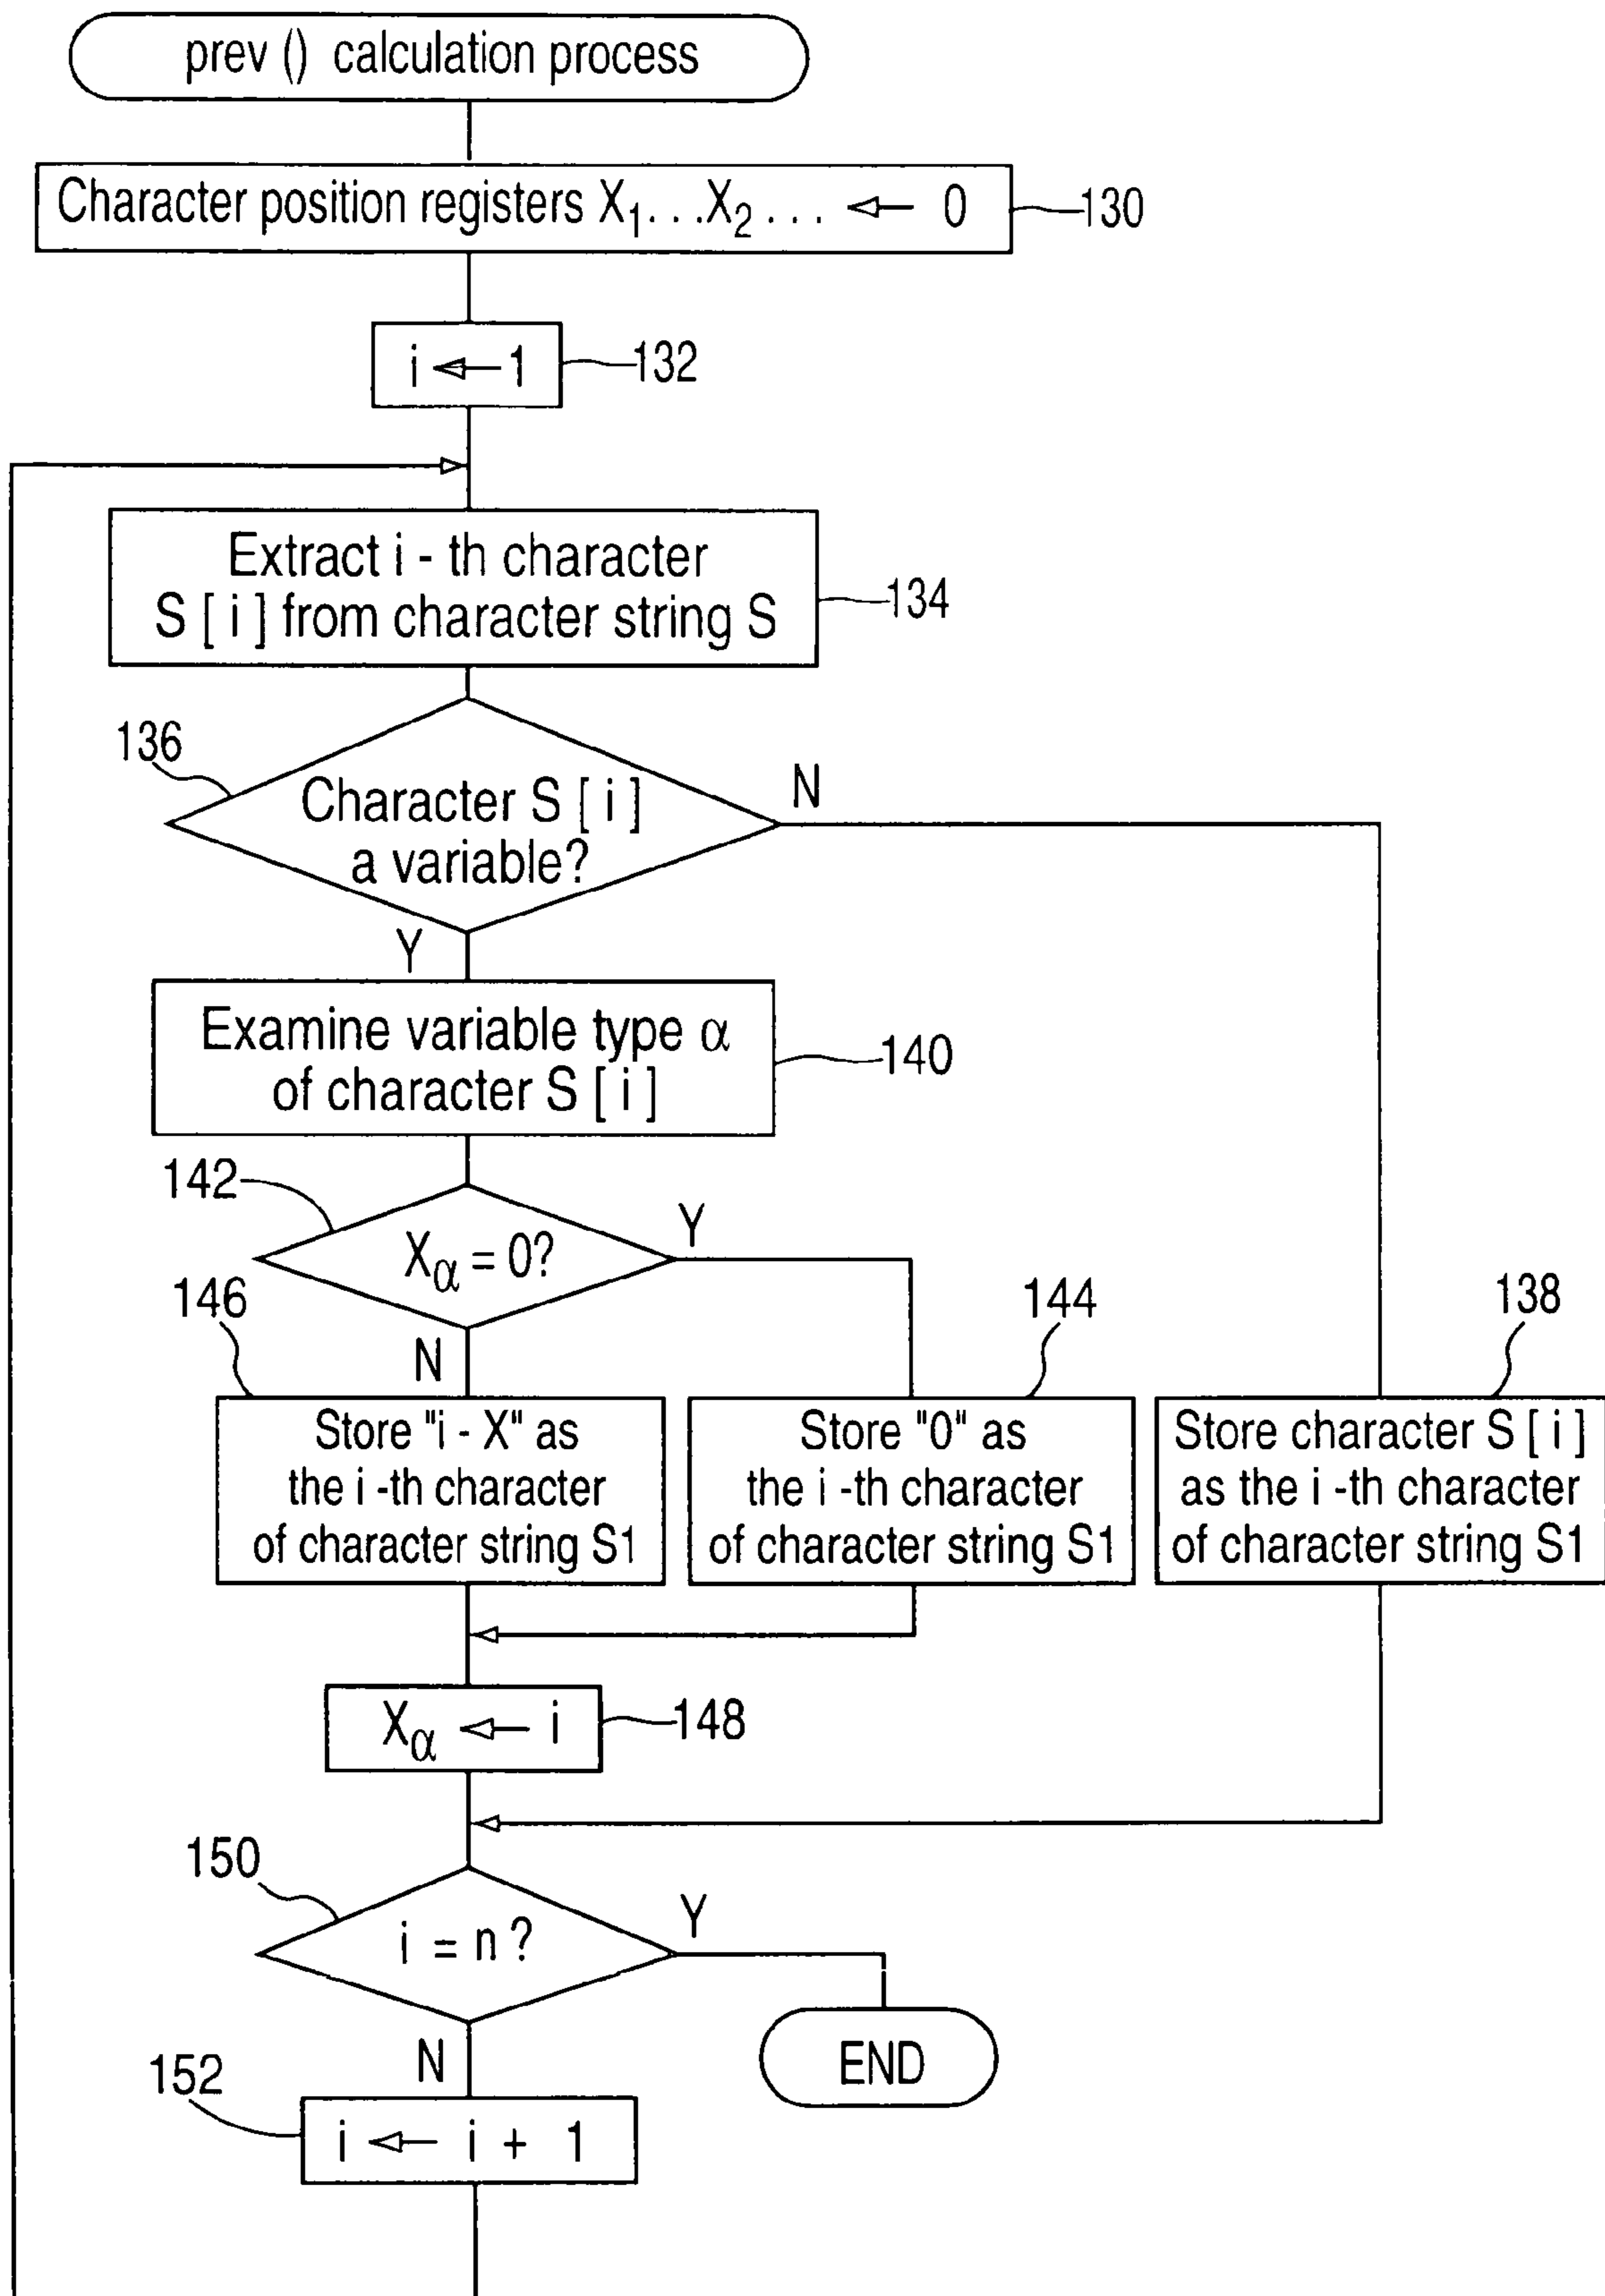 prev () calculation process
Character position registers X₁...X₂... ← 0
130
i ← 1
132
Extract i - th character
S [ i ] from character string S
134
136
Character S [ i ]
a variable?
N
Y
Examine variable type α
of character S [ i ]
140
142
Xα = 0?
Y
N
146
Store "i - X" as
the i -th character
of character string S1
144
Store "0" as
the i -th character
of character string S1
138
Store character S [ i ]
as the i -th character
of character string S1
Xα ← i
148
150
i = n ?
Y
N
END
152
i ← i + 1